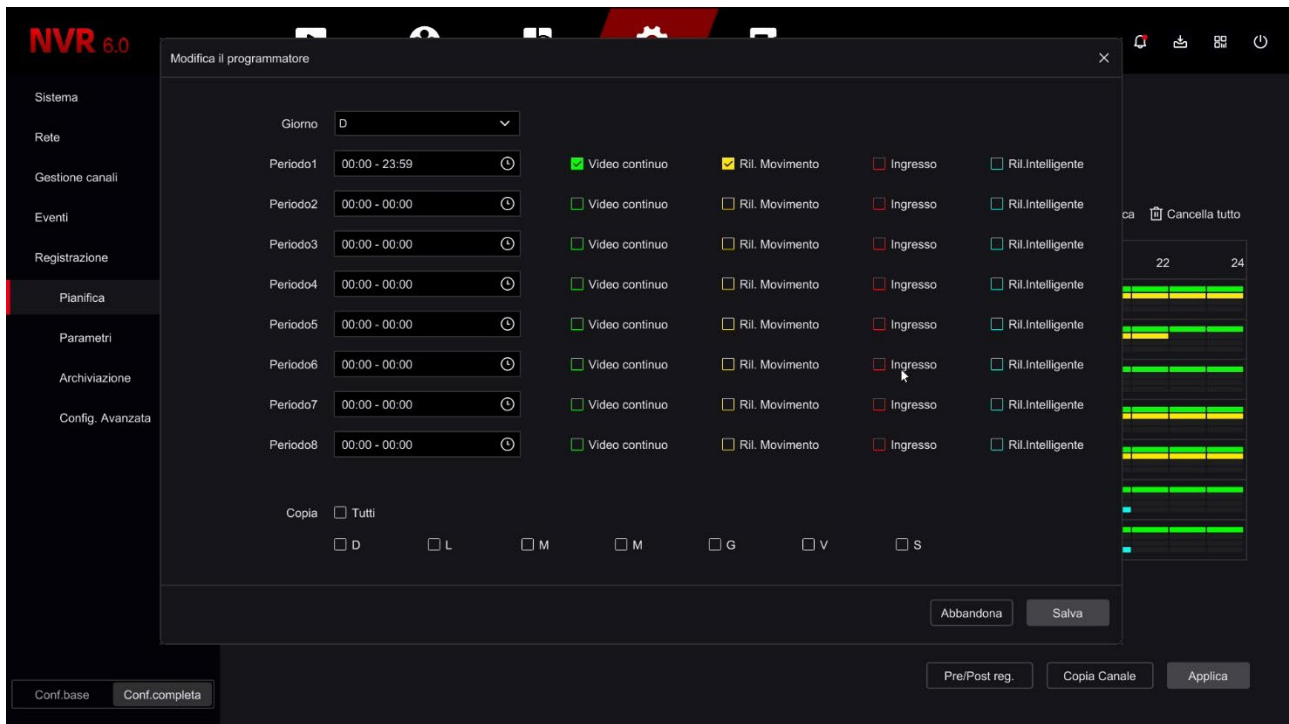 NVR 6.0
Modifica il programmatore
Sistema
Rete
Gestione canali
Eventi
Registrazione
Pianifica
Parametri
Archiviazione
Config. Avanzata
Conf.base Conf.completa
Giorno D
Periodo1 00:00 - 23:59 Video continuo Ril. Movimento Ingresso Ril.Intelligente
Periodo2 00:00 - 00:00 Video continuo Ril. Movimento Ingresso Ril.Intelligente
Periodo3 00:00 - 00:00 Video continuo Ril. Movimento Ingresso Ril.Intelligente
Periodo4 00:00 - 00:00 Video continuo Ril. Movimento Ingresso Ril.Intelligente
Periodo5 00:00 - 00:00 Video continuo Ril. Movimento Ingresso Ril.Intelligente
Periodo6 00:00 - 00:00 Video continuo Ril. Movimento Ingresso Ril.Intelligente
Periodo7 00:00 - 00:00 Video continuo Ril. Movimento Ingresso Ril.Intelligente
Periodo8 00:00 - 00:00 Video continuo Ril. Movimento Ingresso Ril.Intelligente
Copia Tutti
D L M M G V S
Abbandona Salva
ca Cancella tutto
22 24
Pre/Post reg. Copia Canale Applica